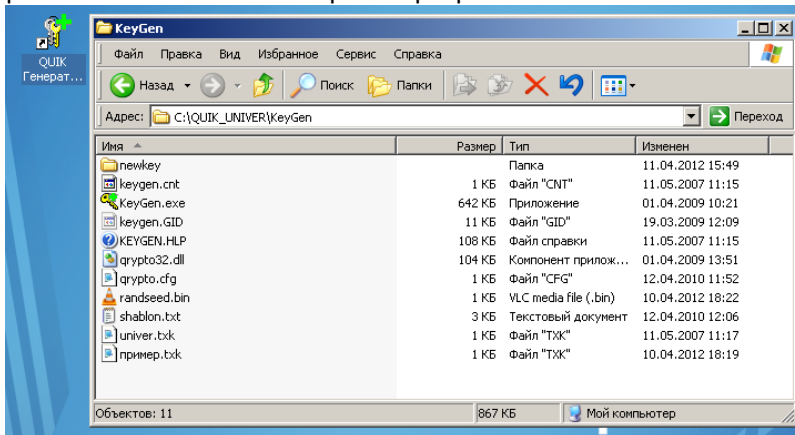 QUIK
Генерат...
KeyGen
Файл Правка Вид Избранное Сервис Справка
Назад Поиск Папки
Адрес: C:\QUIK_UNIVER\KeyGen Переход
Имя Размер Тип Изменен
newkey Папка 11.04.2012 15:49
keygen.cnt 1 КБ Файл "CNT" 11.05.2007 11:15
KeyGen.exe 642 КБ Приложение 01.04.2009 10:21
keygen.GID 11 КБ Файл "GID" 19.03.2009 12:09
KEYGEN.HLP 108 КБ Файл справки 11.05.2007 11:15
qrypto32.dll 104 КБ Компонент прилож... 01.04.2009 13:51
qrypto.cfg 1 КБ Файл "CFG" 12.04.2010 11:52
randseed.bin 1 КБ VLC media file (.bin) 10.04.2012 18:22
shablon.txt 3 КБ Текстовый документ 12.04.2010 12:06
univer.txk 1 КБ Файл "TXK" 11.05.2007 11:17
пример.txk 1 КБ Файл "TXK" 10.04.2012 18:19
Объектов: 11 867 КБ Мой компьютер